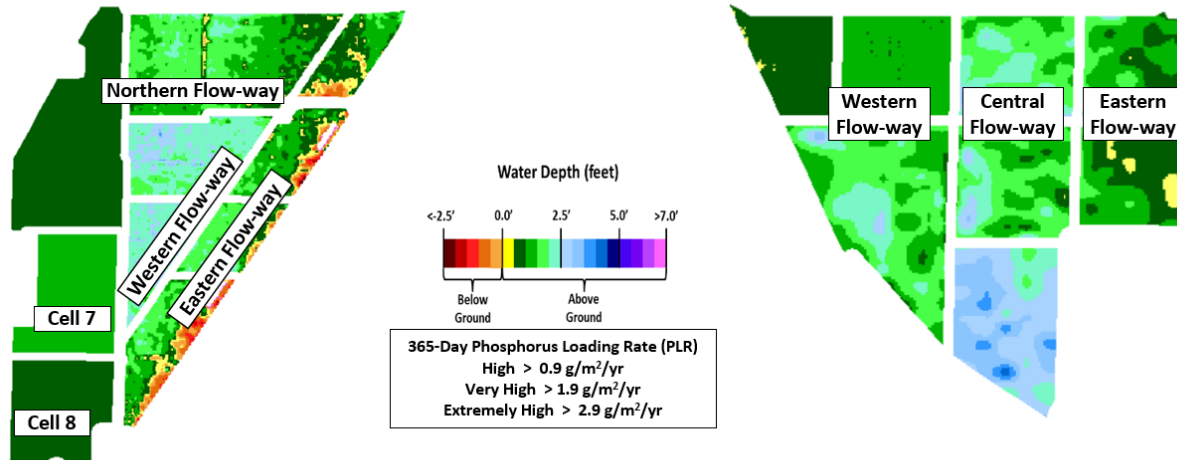 Northern Flow-way
Western Flow-way
Eastern Flow-way
Cell 7
Cell 8
Water Depth (feet)
<-2.5' 0.0' 2.5' 5.0' >7.0'
Below
Ground
Above
Ground
365-Day Phosphorus Loading Rate (PLR)
High > 0.9 g/m²/yr
Very High > 1.9 g/m²/yr
Extremely High > 2.9 g/m²/yr
Western
Flow-way
Central
Flow-way
Eastern
Flow-way